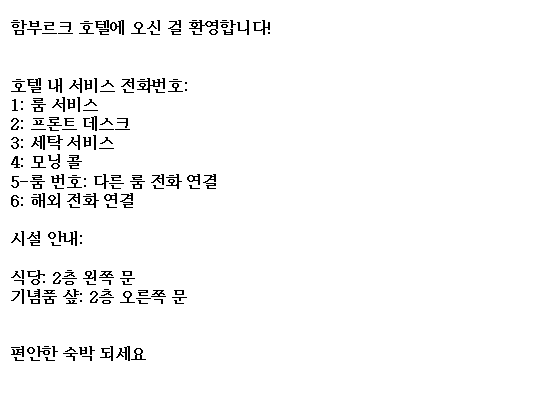 함부르크 호텔에 오신 걸 환영합니다!
호텔 내 서비스 전화번호:
1: 룸 서비스
2: 프론트 데스크
3: 세탁 서비스
4: 모닝 콜
5-룸 번호: 다른 룸 전화 연결
6: 해외 전화 연결
시설 안내:
식당: 2층 왼쪽 문
기념품 샾: 2층 오른쪽 문
편안한 숙박 되세요